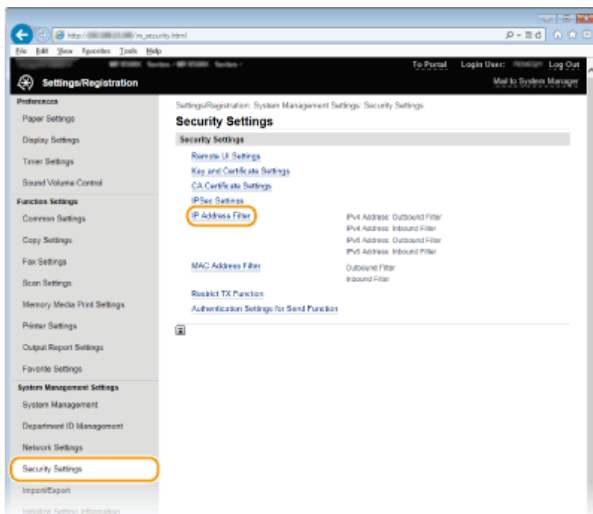 http://
/m_security.html
File Edit View Favorites Tools Help
To Portal Login User: Log Out
Settings/Registration
Mail to System Manager
Preferences
Paper Settings
Display Settings
Timer Settings
Sound Volume Control
Function Settings
Common Settings
Copy Settings
Fax Settings
Scan Settings
Memory Media Print Settings
Printer Settings
Output Report Settings
Favorite Settings
System Management Settings
System Management
Department ID Management
Network Settings
Security Settings
Import/Export
Initialize Setting Information
Settings/Registration: System Management Settings: Security Settings
Security Settings
Security Settings
Remote UI Settings
Key and Certificate Settings
CA Certificate Settings
IPSec Settings
IP Address Filter
IPv4 Address: Outbound Filter
IPv4 Address: Inbound Filter
IPv6 Address: Outbound Filter
IPv6 Address: Inbound Filter
MAC Address Filter
Outbound Filter
Inbound Filter
Restrict TX Function
Authentication Settings for Send Function